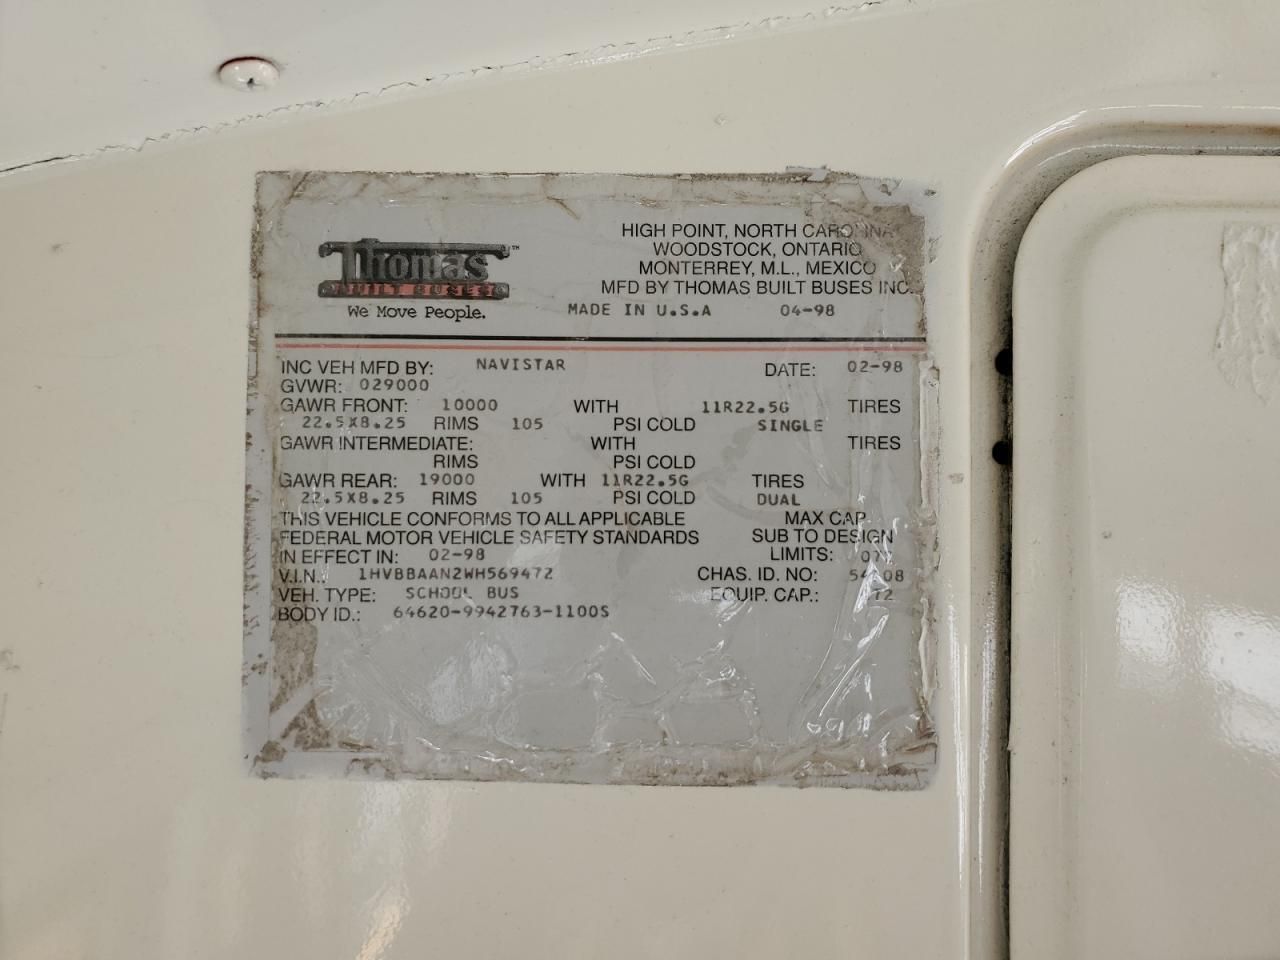 Thomas™
BUILT BUSES
We Move People.
HIGH POINT, NORTH CAROLINA
WOODSTOCK, ONTARIO
MONTERREY, M.L., MEXICO
MFD BY THOMAS BUILT BUSES INC.
MADE IN U.S.A 04-98
INC VEH MFD BY: NAVISTAR DATE: 02-98
GVWR: 029000
GAWR FRONT: 10000 WITH 11R22.5G TIRES
22.5X8.25 RIMS 105 PSI COLD SINGLE
GAWR INTERMEDIATE: WITH TIRES
RIMS PSI COLD
GAWR REAR: 19000 WITH 11R22.5G TIRES
22.5X8.25 RIMS 105 PSI COLD DUAL
THIS VEHICLE CONFORMS TO ALL APPLICABLE MAX CAP
FEDERAL MOTOR VEHICLE SAFETY STANDARDS SUB TO DESIGN
IN EFFECT IN: 02-98 LIMITS:
V.I.N.: 1HVBBAAN2WH569472 CHAS. ID. NO:
VEH. TYPE: SCHOOL BUS EQUIP. CAP.: 72
BODY ID.: 64620-9942763-1100S